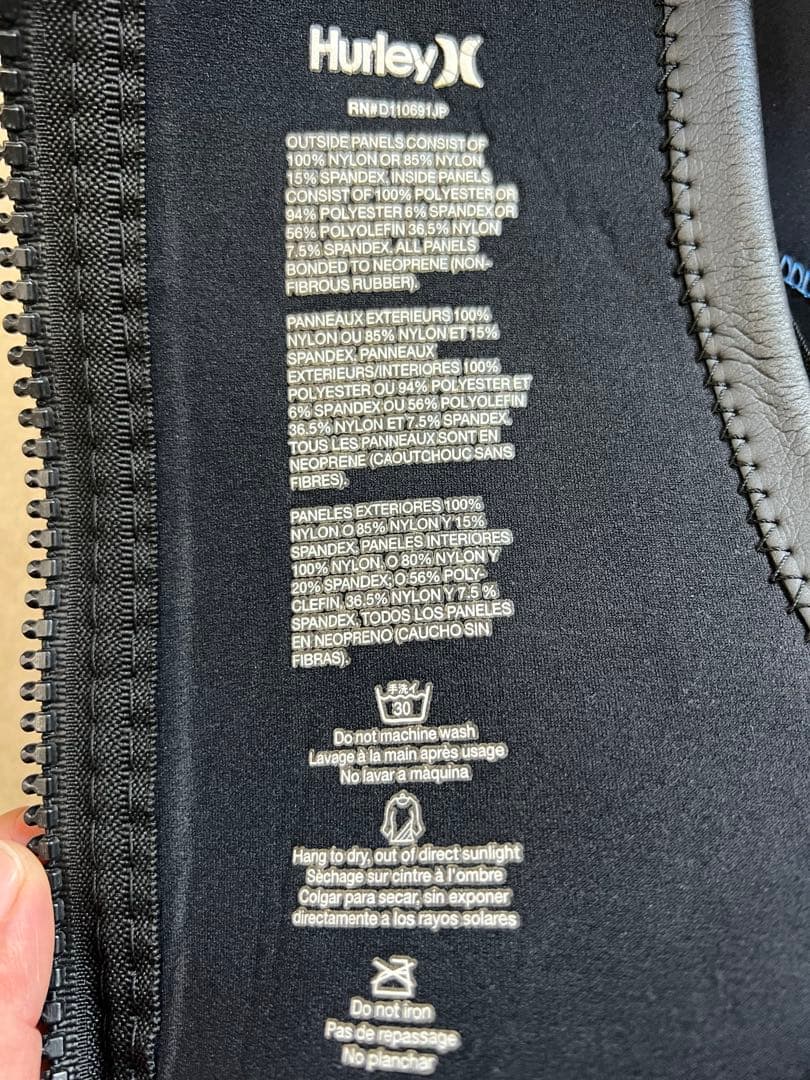 Hurley
RN#D110691JP
OUTSIDE PANELS CONSIST OF
100% NYLON OR 85% NYLON
15% SPANDEX, INSIDE PANELS
CONSIST OF 100% POLYESTER OR
94% POLYESTER 6% SPANDEX OR
56% POLYOLEFIN 36.5% NYLON
7.5% SPANDEX. ALL PANELS
BONDED TO NEOPRENE (NON-
FIBROUS RUBBER).
PANNEAUX EXTERIEURS 100%
NYLON OU 85% NYLON ET 15%
SPANDEX, PANNEAUX
EXTERIEURS/INTERIORES 100%
POLYESTER OU 94% POLYESTER ET
6% SPANDEX OU 56% POLYOLEFIN
36.5% NYLON ET 7.5% SPANDEX.
TOUS LES PANNEAUX SONT EN
NEOPRENE (CAOUTCHOUC SANS
FIBRES).
PANELES EXTERIORES 100%
NYLON O 85% NYLON Y 15%
SPANDEX, PANELES INTERIORES
100% NYLON, O 80% NYLON Y
20% SPANDEX; O 56% POLY-
CLEFIN, 36.5% NYLON Y 7.5 %
SPANDEX, TODOS LOS PANELES
EN NEOPRENO (CAUCHO SIN
FIBRAS).
手洗イ
30
Do not machine wash
Lavage à la main après usage
No lavar a máquina
Hang to dry, out of direct sunlight
Sèchage sur cintre à l'ombre
Colgar para secar, sin exponer
directamente a los rayos solares
Do not iron
Pas de repassage
No planchar